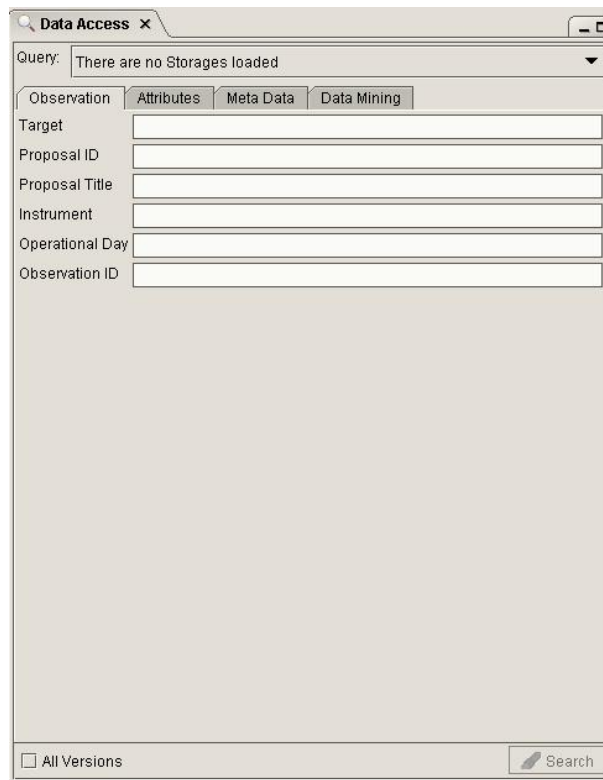 Data Access
Query: There are no Storages loaded
Observation Attributes Meta Data Data Mining
Target
Proposal ID
Proposal Title
Instrument
Operational Day
Observation ID
All Versions Search